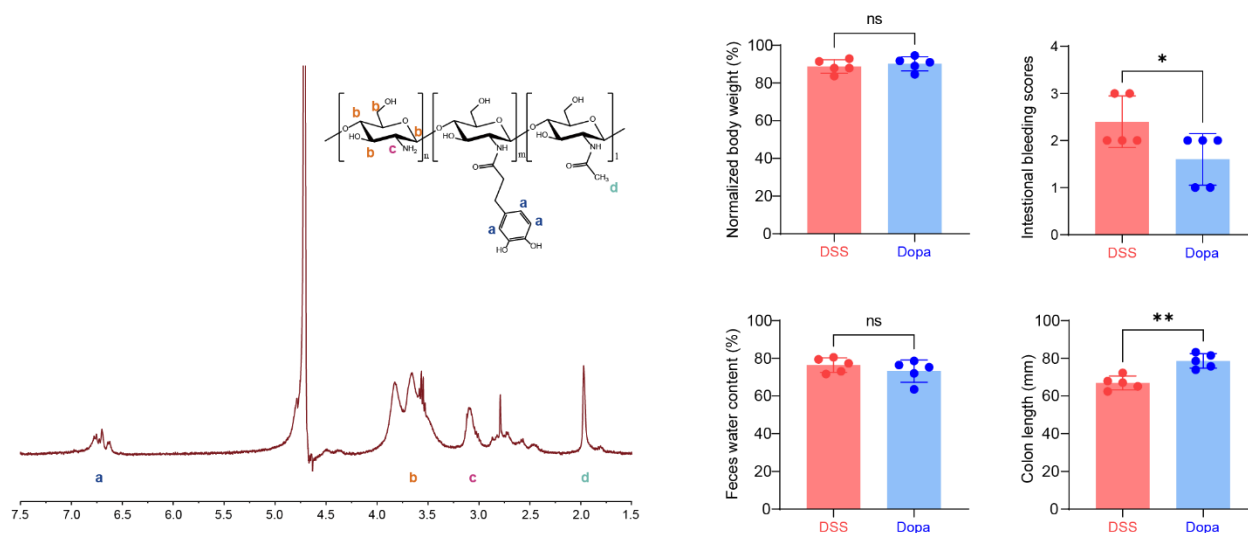 OH
OH
OH
b
b
b
O
O
O
O
O
O
O
HO
HO
HO
b
c
NH₂
n
NH
m
NH
l
O
O
CH₃
d
a
a
a
HO
OH
a
b
c
d
7.5 7.0 6.5 6.0 5.5 5.0 4.5 4.0 3.5 3.0 2.5 2.0 1.5
Normalized body weight (%)
ns
100
80
60
40
20
0
DSS Dopa
Intestional bleeding scores
*
4
3
2
1
0
DSS Dopa
Feces water content (%)
ns
100
80
60
40
20
0
DSS Dopa
Colon length (mm)
**
100
80
60
40
20
0
DSS Dopa